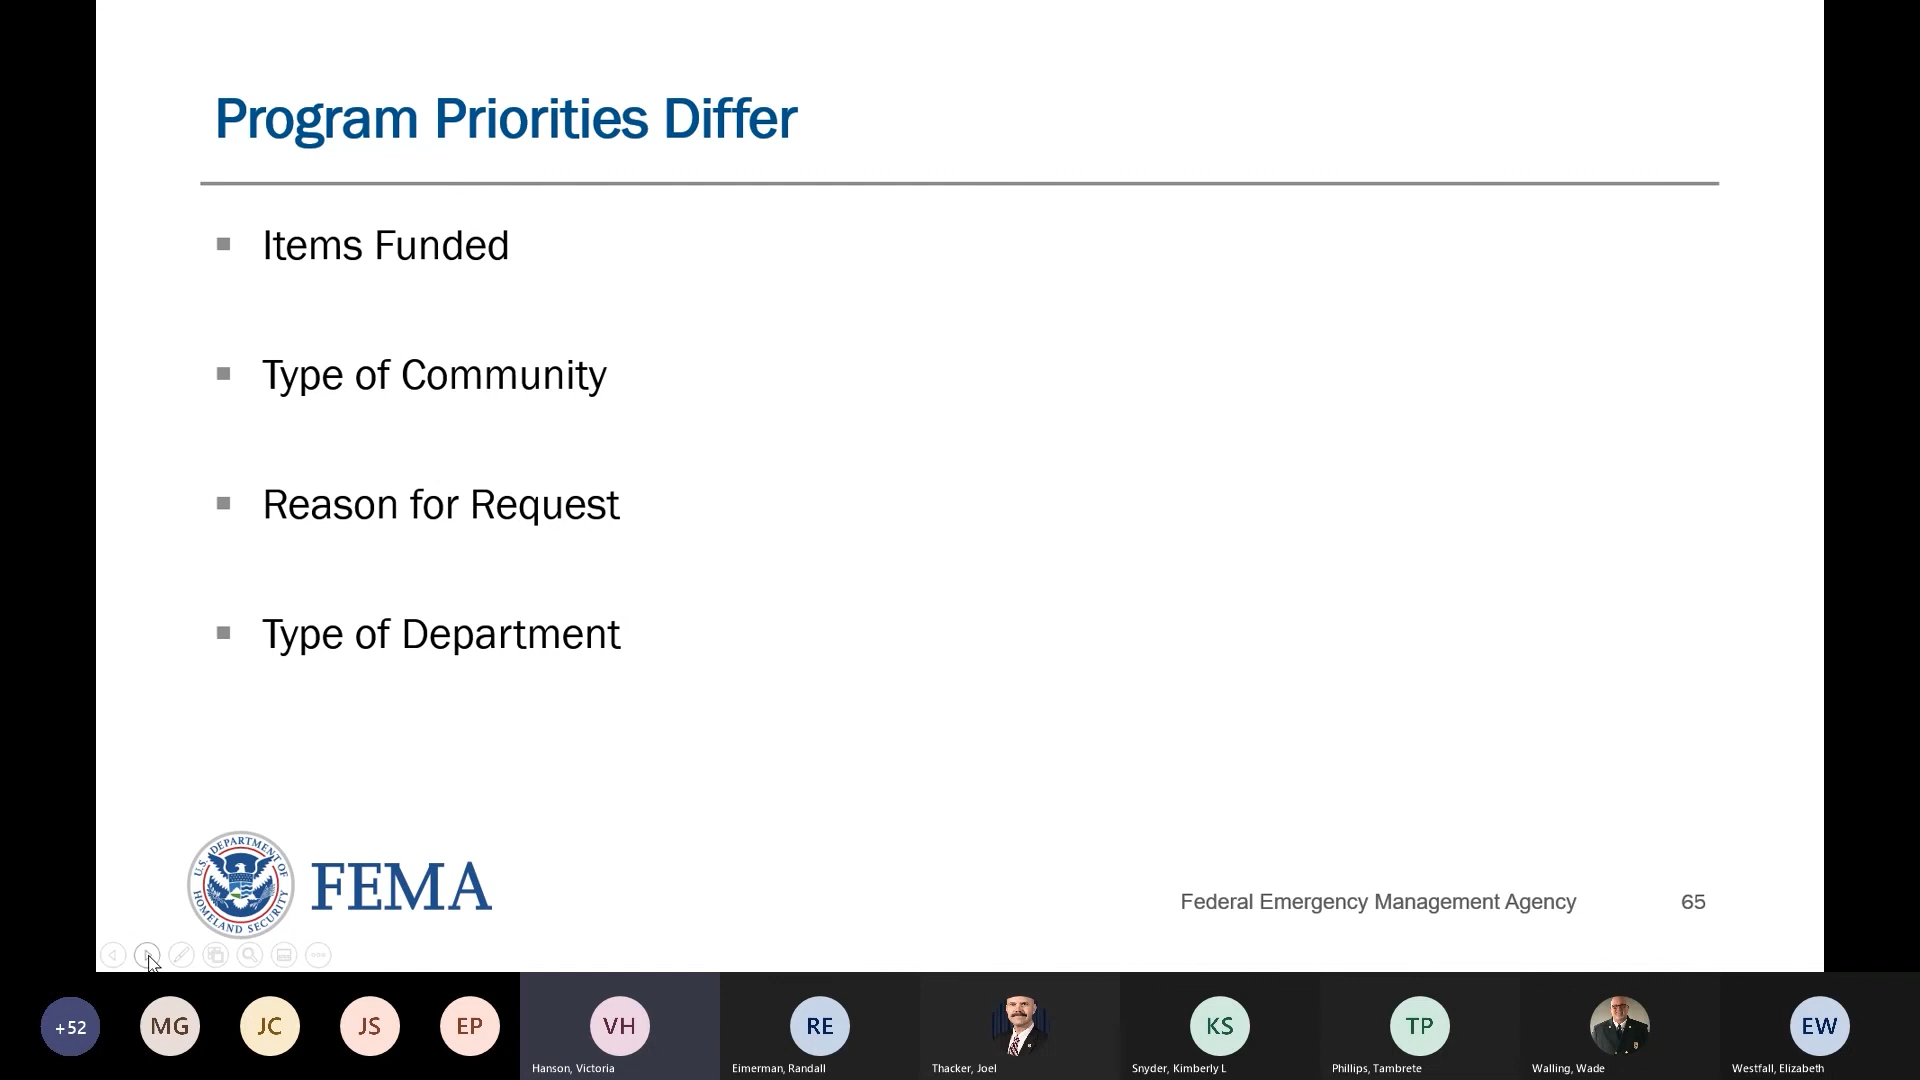 Program Priorities Differ
Items Funded
Type of Community
Reason for Request
Type of Department
U.S. DEPARTMENT OF
HOMELAND SECURITY
FEMA
Federal Emergency Management Agency
65
+52
MG
JC
JS
EP
VH
RE
KS
TP
EW
Hanson, Victoria
Eimerman, Randall
Thacker, Joel
Snyder, Kimberly L
Phillips, Tambrete
Walling, Wade
Westfall, Elizabeth